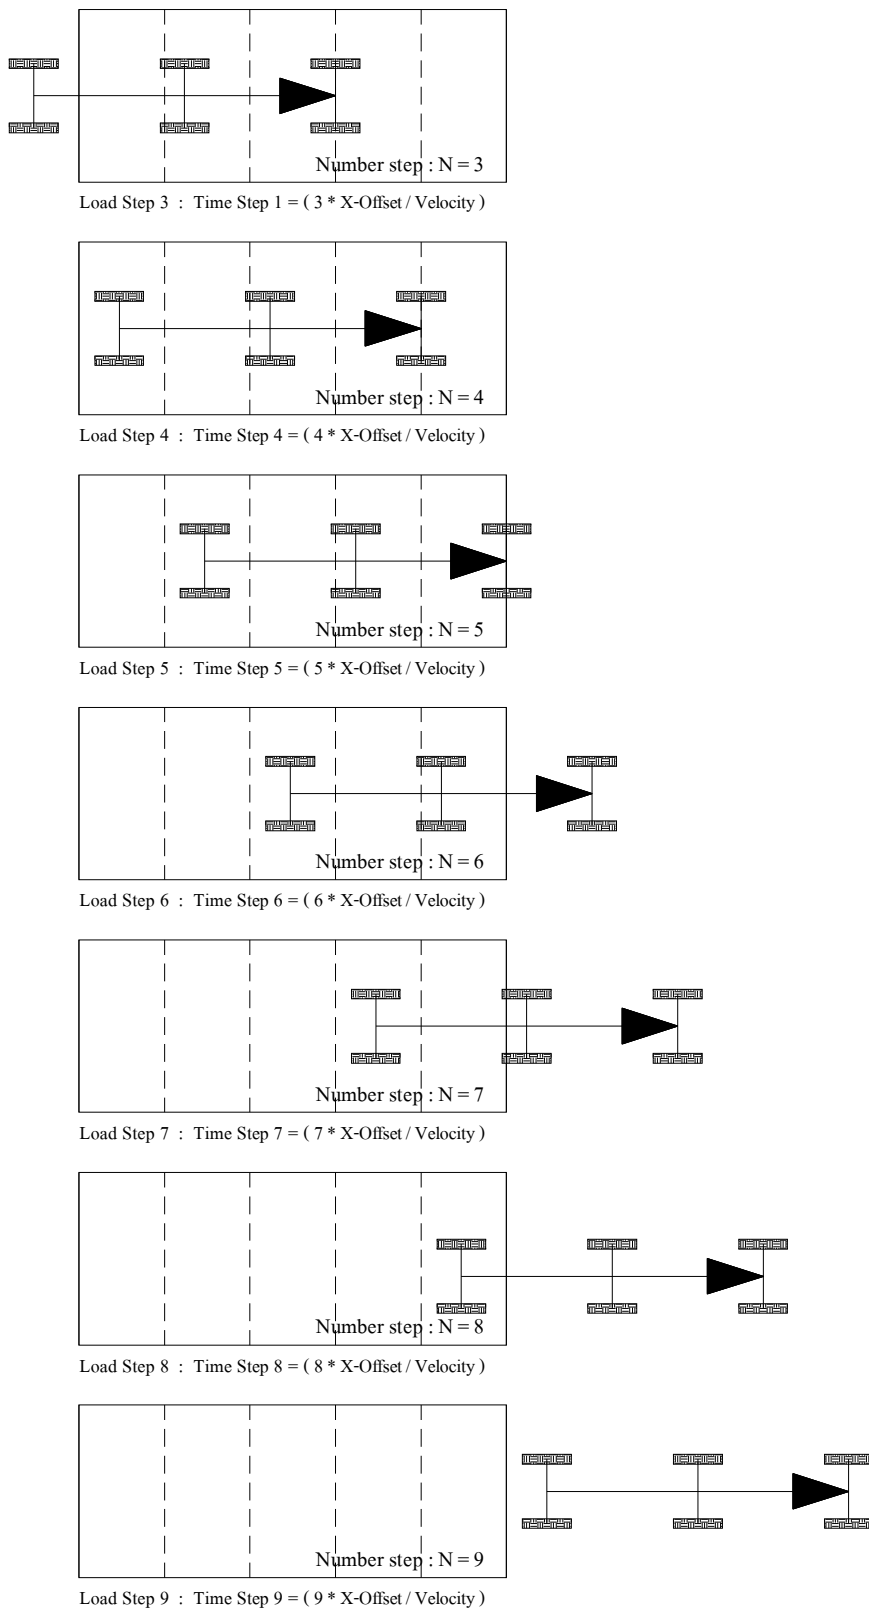 Number step : N = 3
Load Step 3 : Time Step 1 = ( 3 * X-Offset / Velocity )
Number step : N = 4
Load Step 4 : Time Step 4 = ( 4 * X-Offset / Velocity )
Number step : N = 5
Load Step 5 : Time Step 5 = ( 5 * X-Offset / Velocity )
Number step : N = 6
Load Step 6 : Time Step 6 = ( 6 * X-Offset / Velocity )
Number step : N = 7
Load Step 7 : Time Step 7 = ( 7 * X-Offset / Velocity )
Number step : N = 8
Load Step 8 : Time Step 8 = ( 8 * X-Offset / Velocity )
Number step : N = 9
Load Step 9 : Time Step 9 = ( 9 * X-Offset / Velocity )